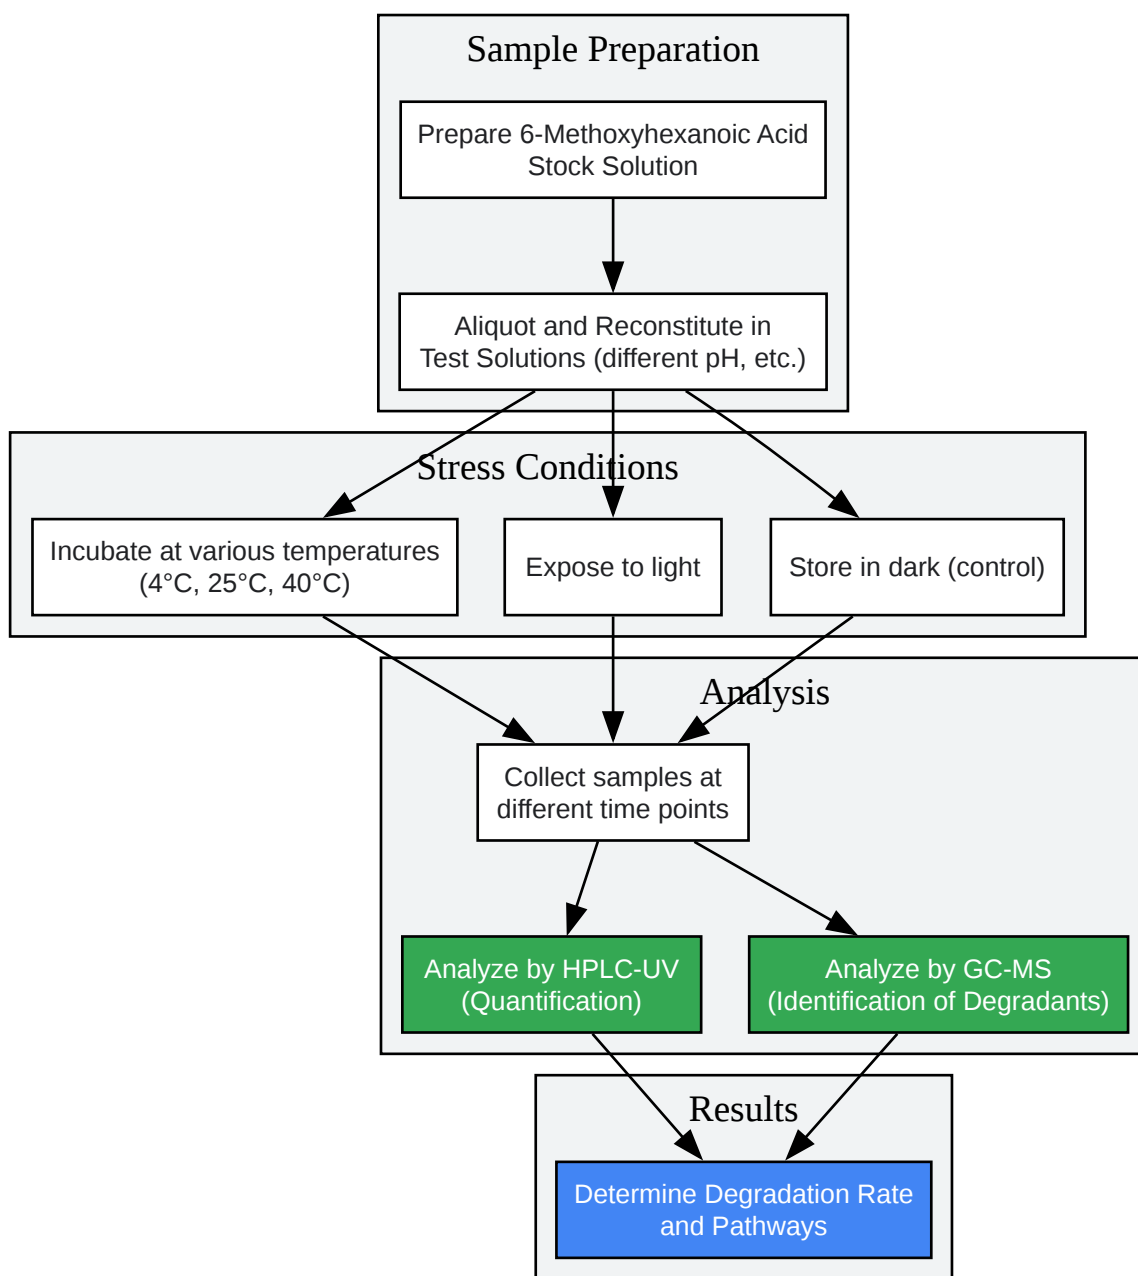 Sample Preparation
Prepare 6-Methoxyhexanoic Acid
Stock Solution
Aliquot and Reconstitute in
Test Solutions (different pH, etc.)
Stress Conditions
Incubate at various temperatures
(4°C, 25°C, 40°C)
Expose to light
Store in dark (control)
Analysis
Collect samples at
different time points
Analyze by HPLC-UV
(Quantification)
Analyze by GC-MS
(Identification of Degradants)
Results
Determine Degradation Rate
and Pathways